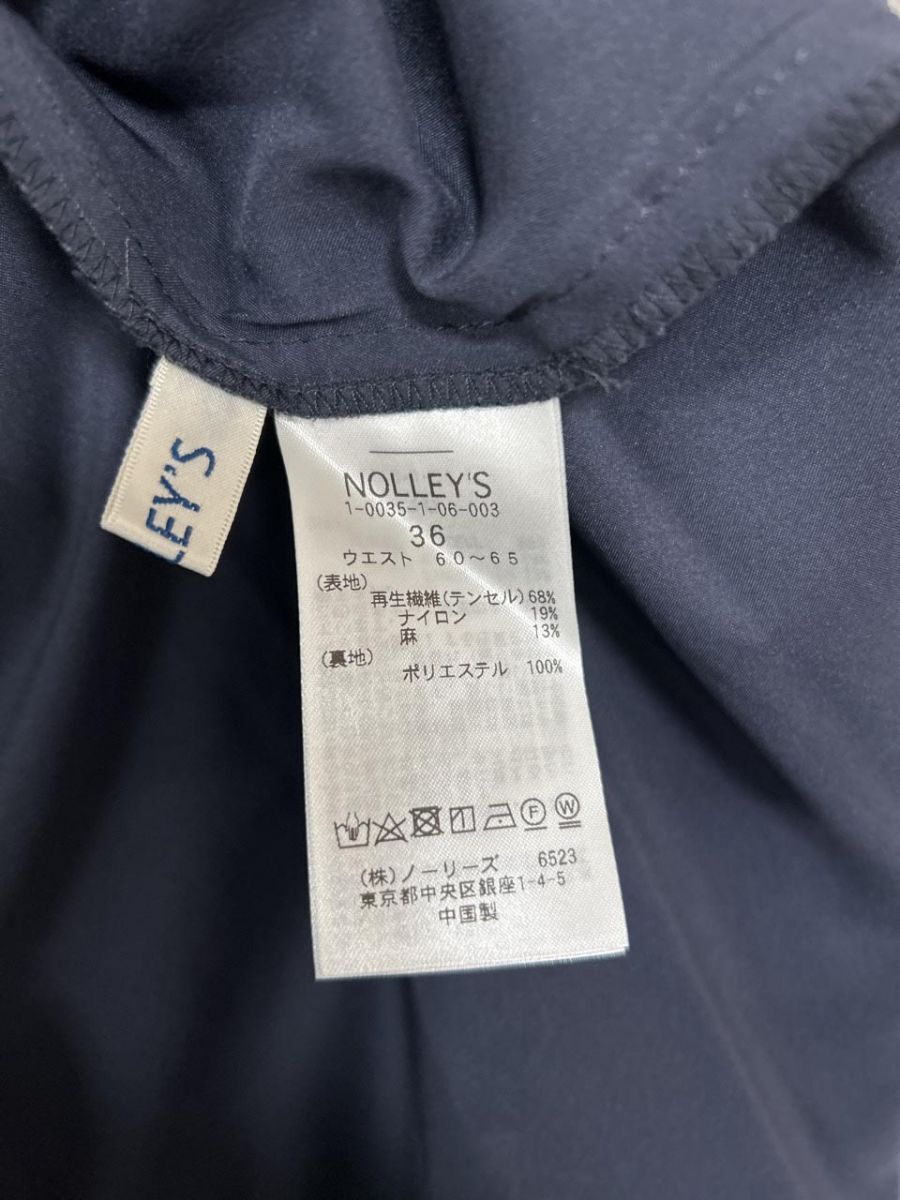 LEY'S
NOLLEY'S
1-0035-1-06-003
36
ウエスト 60〜65
(表地)
再生繊維(テンセル) 68%
ナイロン 19%
麻 13%
(裏地)
ポリエステル 100%
F W
(株)ノーリーズ 6523
東京都中央区銀座1-4-5
中国製